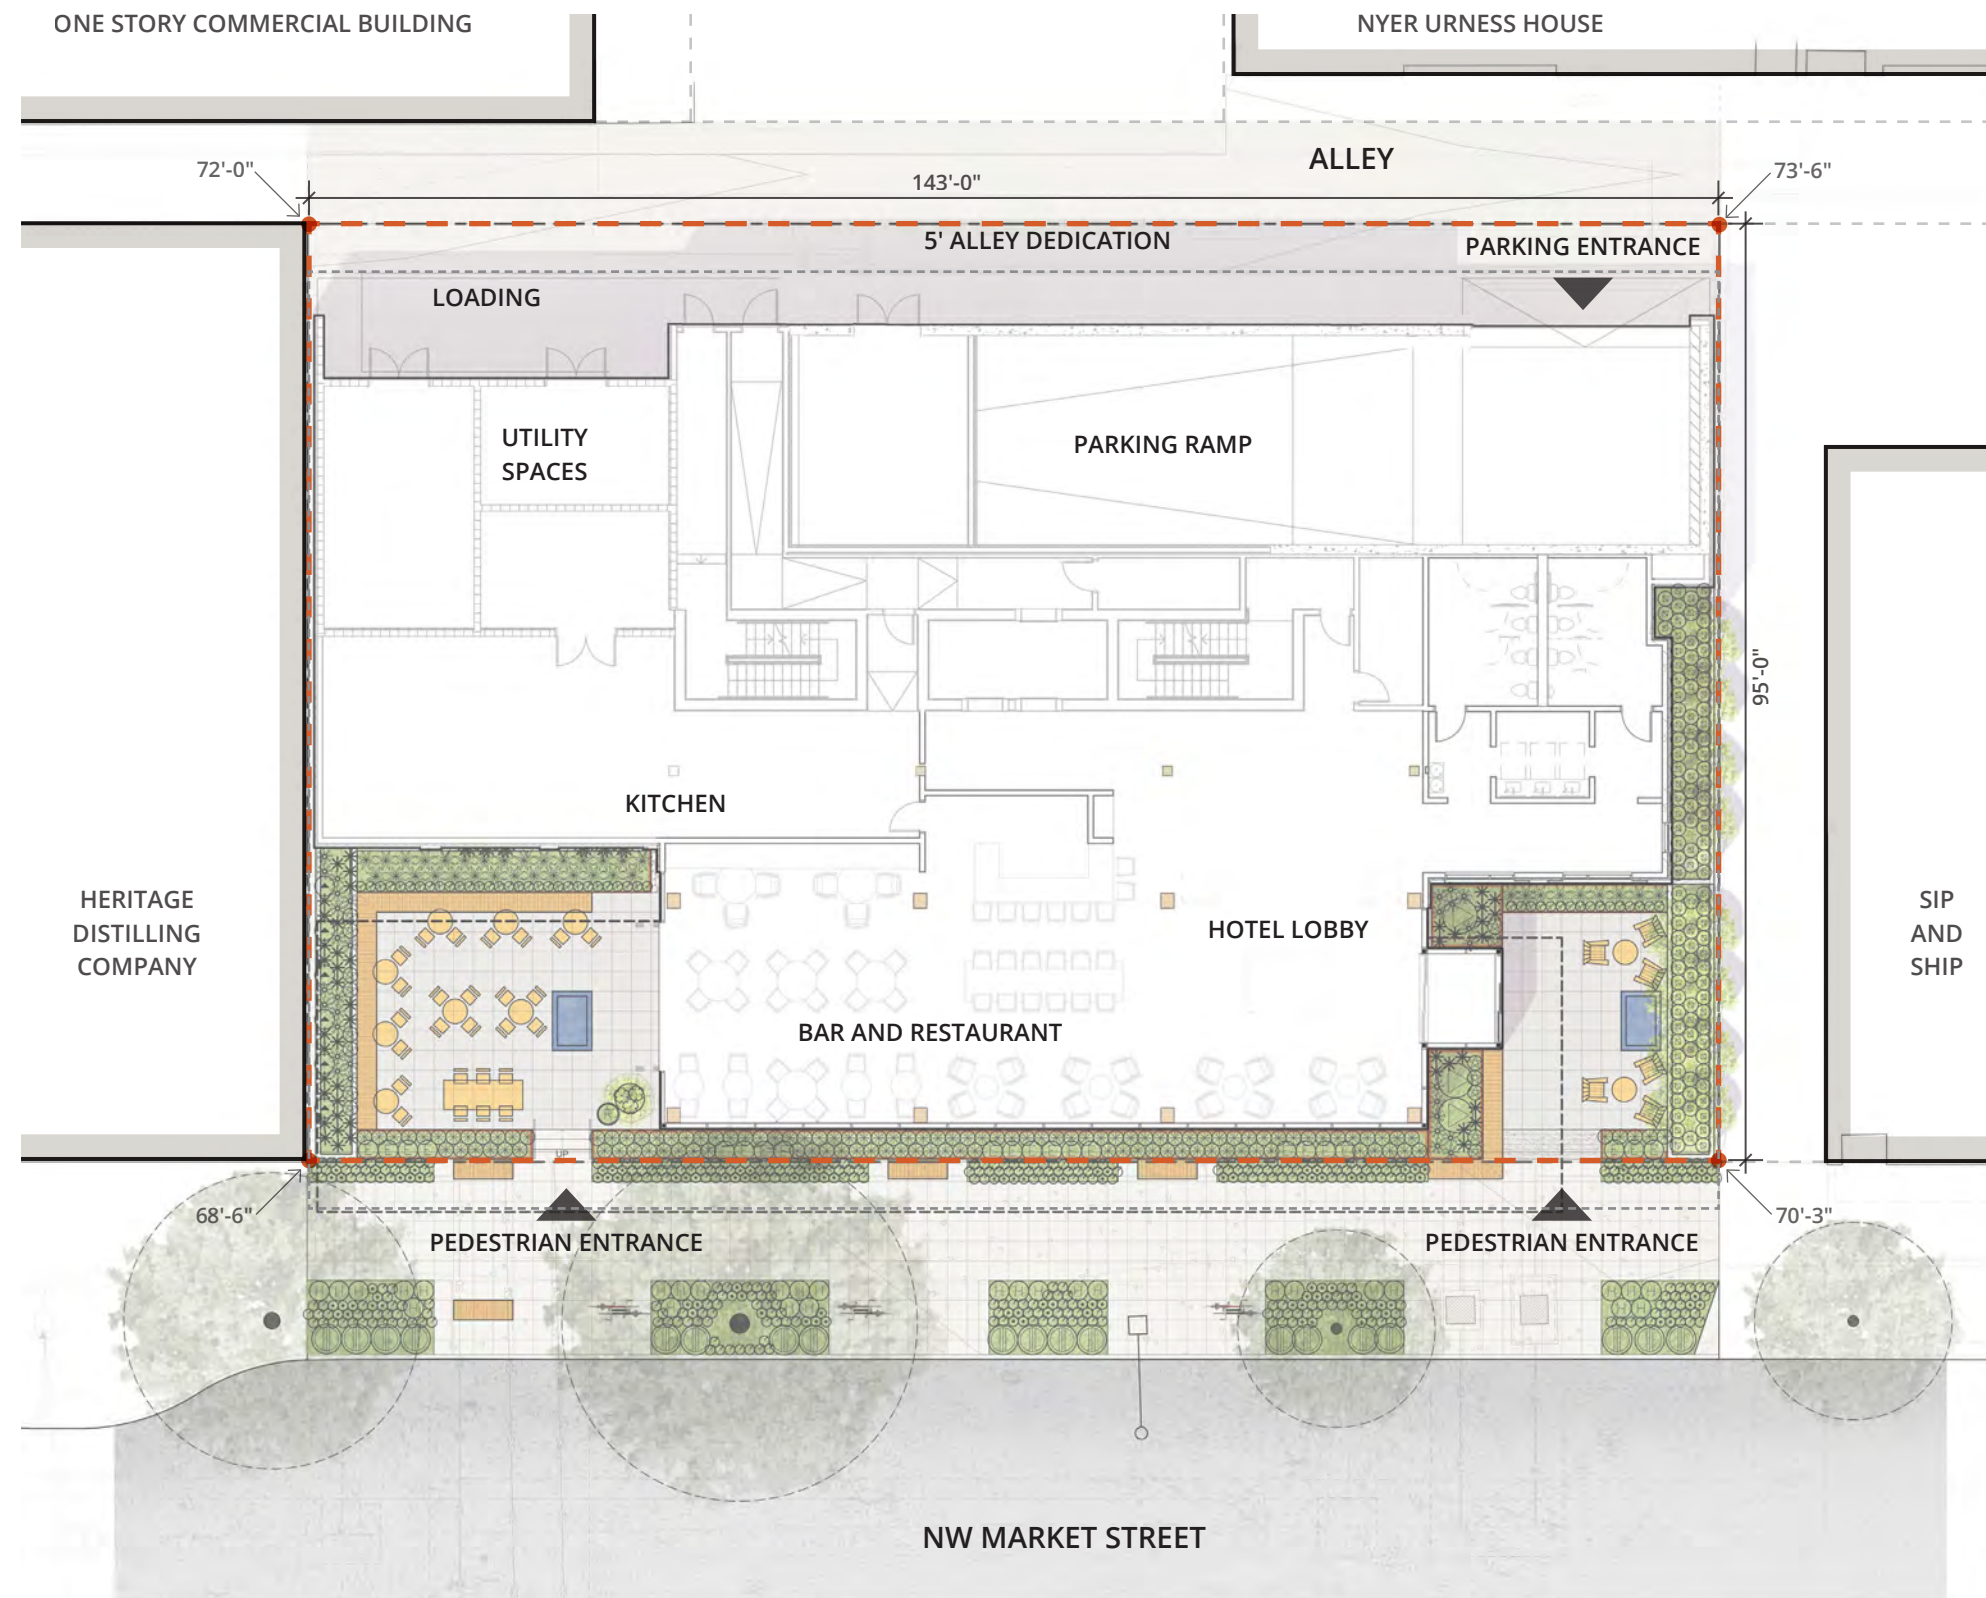 ONE STORY COMMERCIAL BUILDING
NYER URNESS HOUSE
ALLEY
72'-0"
143'-0"
73'-6"
5' ALLEY DEDICATION
PARKING ENTRANCE
LOADING
UTILITY
SPACES
PARKING RAMP
95'-0"
KITCHEN
HERITAGE
DISTILLING
COMPANY
HOTEL LOBBY
SIP
AND
SHIP
BAR AND RESTAURANT
UP
68'-6"
70'-3"
PEDESTRIAN ENTRANCE
PEDESTRIAN ENTRANCE
NW MARKET STREET